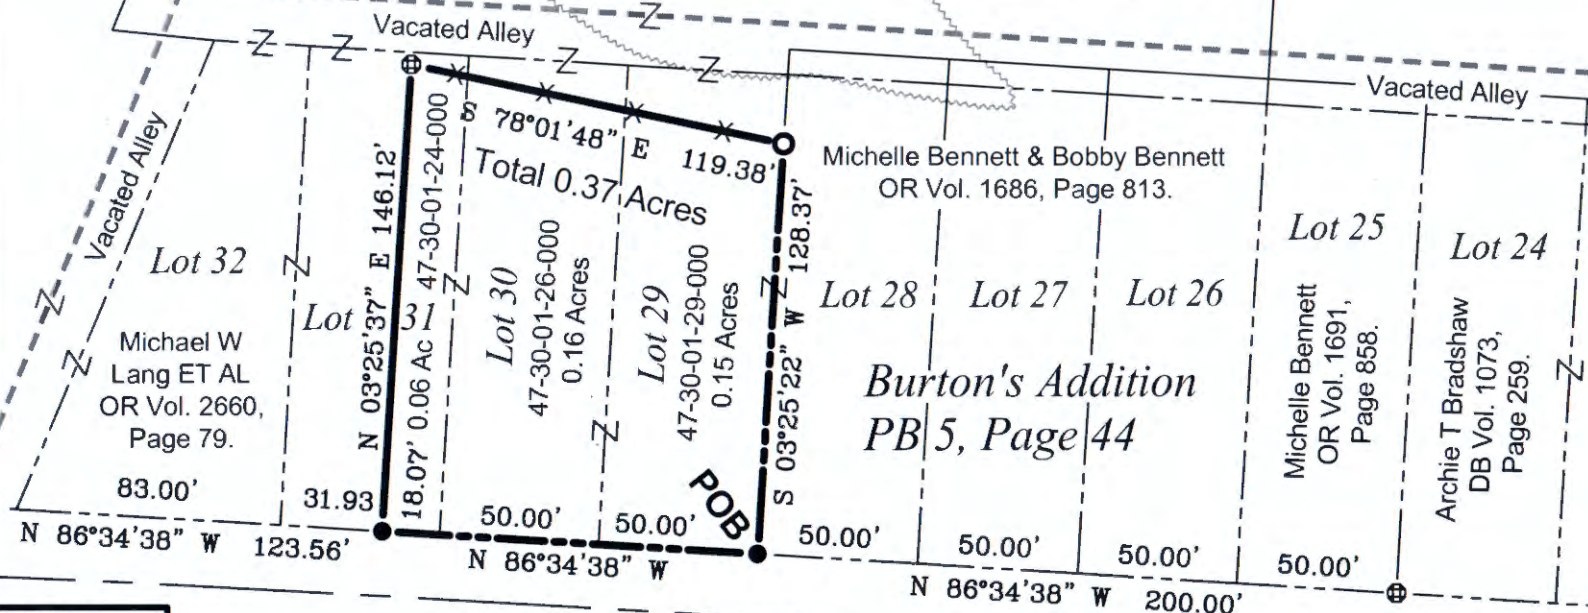 Vacated Alley
Vacated Alley
Vacated Alley
S 78°01'48" E 119.38'
Total 0.37 Acres
N 03°25'37" E 146.12'
47-30-01-24-000
18.07' 0.06 Ac
Lot 32
Michael W
Lang ET AL
OR Vol. 2660,
Page 79.
Lot 31
Lot 30
47-30-01-26-000
0.16 Acres
Lot 29
47-30-01-29-000
0.15 Acres
S 03°25'22" W 128.37'
Michelle Bennett & Bobby Bennett
OR Vol. 1686, Page 813.
Lot 28
Lot 27
Lot 26
Lot 25
Lot 24
Burton's Addition
PB 5, Page 44
Michelle Bennett
OR Vol. 1691,
Page 858.
Archie T Bradshaw
DB Vol. 1073,
Page 259.
POB
83.00'
31.93
50.00'
50.00'
50.00'
50.00'
50.00'
50.00'
N 86°34'38" W 123.56'
N 86°34'38" W
N 86°34'38" W 200.00'